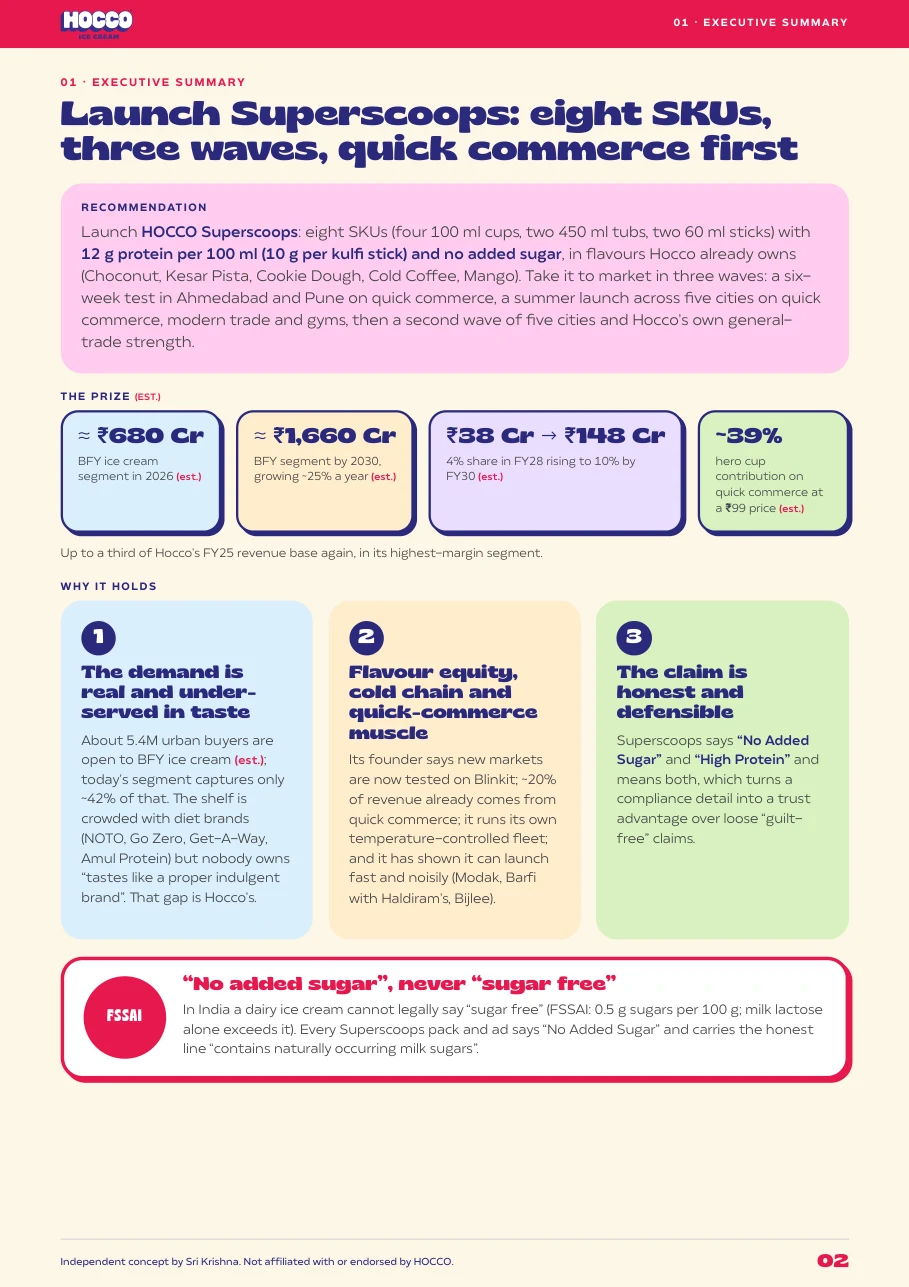 HOCCO
ICE CREAM
01 · EXECUTIVE SUMMARY
01 · EXECUTIVE SUMMARY
Launch Superscoops: eight SKUs,
three waves, quick commerce first
RECOMMENDATION
Launch HOCCO Superscoops: eight SKUs (four 100 ml cups, two 450 ml tubs, two 60 ml sticks) with
12 g protein per 100 ml (10 g per kulfi stick) and no added sugar, in flavours Hocco already owns
(Choconut, Kesar Pista, Cookie Dough, Cold Coffee, Mango). Take it to market in three waves: a six-
week test in Ahmedabad and Pune on quick commerce, a summer launch across five cities on quick
commerce, modern trade and gyms, then a second wave of five cities and Hocco's own general-
trade strength.
THE PRIZE (EST.)
≈ ₹680 Cr
BFY ice cream
segment in 2026 (est.)
≈ ₹1,660 Cr
BFY segment by 2030,
growing ~25% a year (est.)
₹38 Cr → ₹148 Cr
4% share in FY28 rising to 10% by
FY30 (est.)
~39%
hero cup
contribution on
quick commerce at
a ₹99 price (est.)
Up to a third of Hocco's FY25 revenue base again, in its highest-margin segment.
WHY IT HOLDS
1
The demand is
real and under-
served in taste
About 5.4M urban buyers are
open to BFY ice cream (est.);
today's segment captures only
~42% of that. The shelf is
crowded with diet brands
(NOTO, Go Zero, Get-A-Way,
Amul Protein) but nobody owns
"tastes like a proper indulgent
brand". That gap is Hocco's.
2
Flavour equity,
cold chain and
quick-commerce
muscle
Its founder says new markets
are now tested on Blinkit; ~20%
of revenue already comes from
quick commerce; it runs its own
temperature-controlled fleet;
and it has shown it can launch
fast and noisily (Modak, Barfi
with Haldiram's, Bijlee).
3
The claim is
honest and
defensible
Superscoops says “No Added
Sugar” and “High Protein” and
means both, which turns a
compliance detail into a trust
advantage over loose “guilt-
free” claims.
FSSAI
“No added sugar”, never “sugar free”
In India a dairy ice cream cannot legally say “sugar free” (FSSAI: 0.5 g sugars per 100 g; milk lactose
alone exceeds it). Every Superscoops pack and ad says “No Added Sugar” and carries the honest
line “contains naturally occurring milk sugars”.
Independent concept by Sri Krishna. Not affiliated with or endorsed by HOCCO.
02